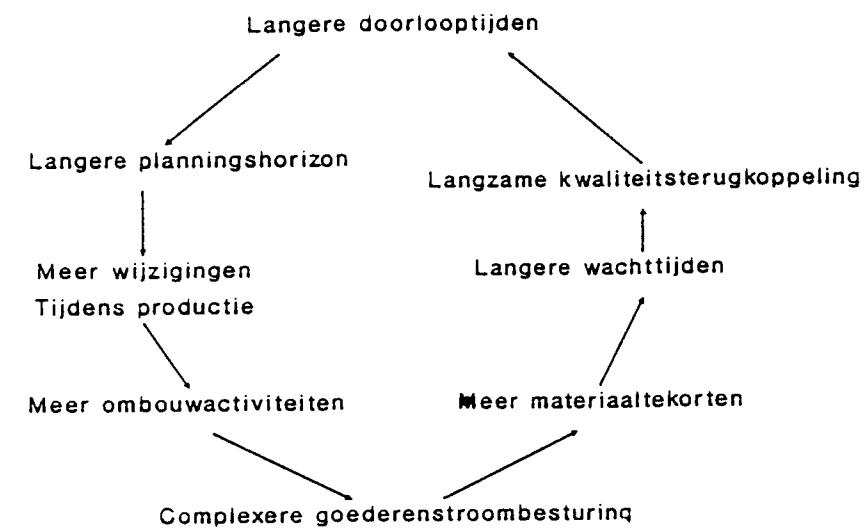 Langere doorlooptijden
Langere planningshorizon
Langzame kwaliteitsterugkoppeling
Meer wijzigingen
Tijdens productie
Langere wachttijden
Meer ombouwactiviteiten
Meer materiaaltekorten
Complexere goederenstroombesturing